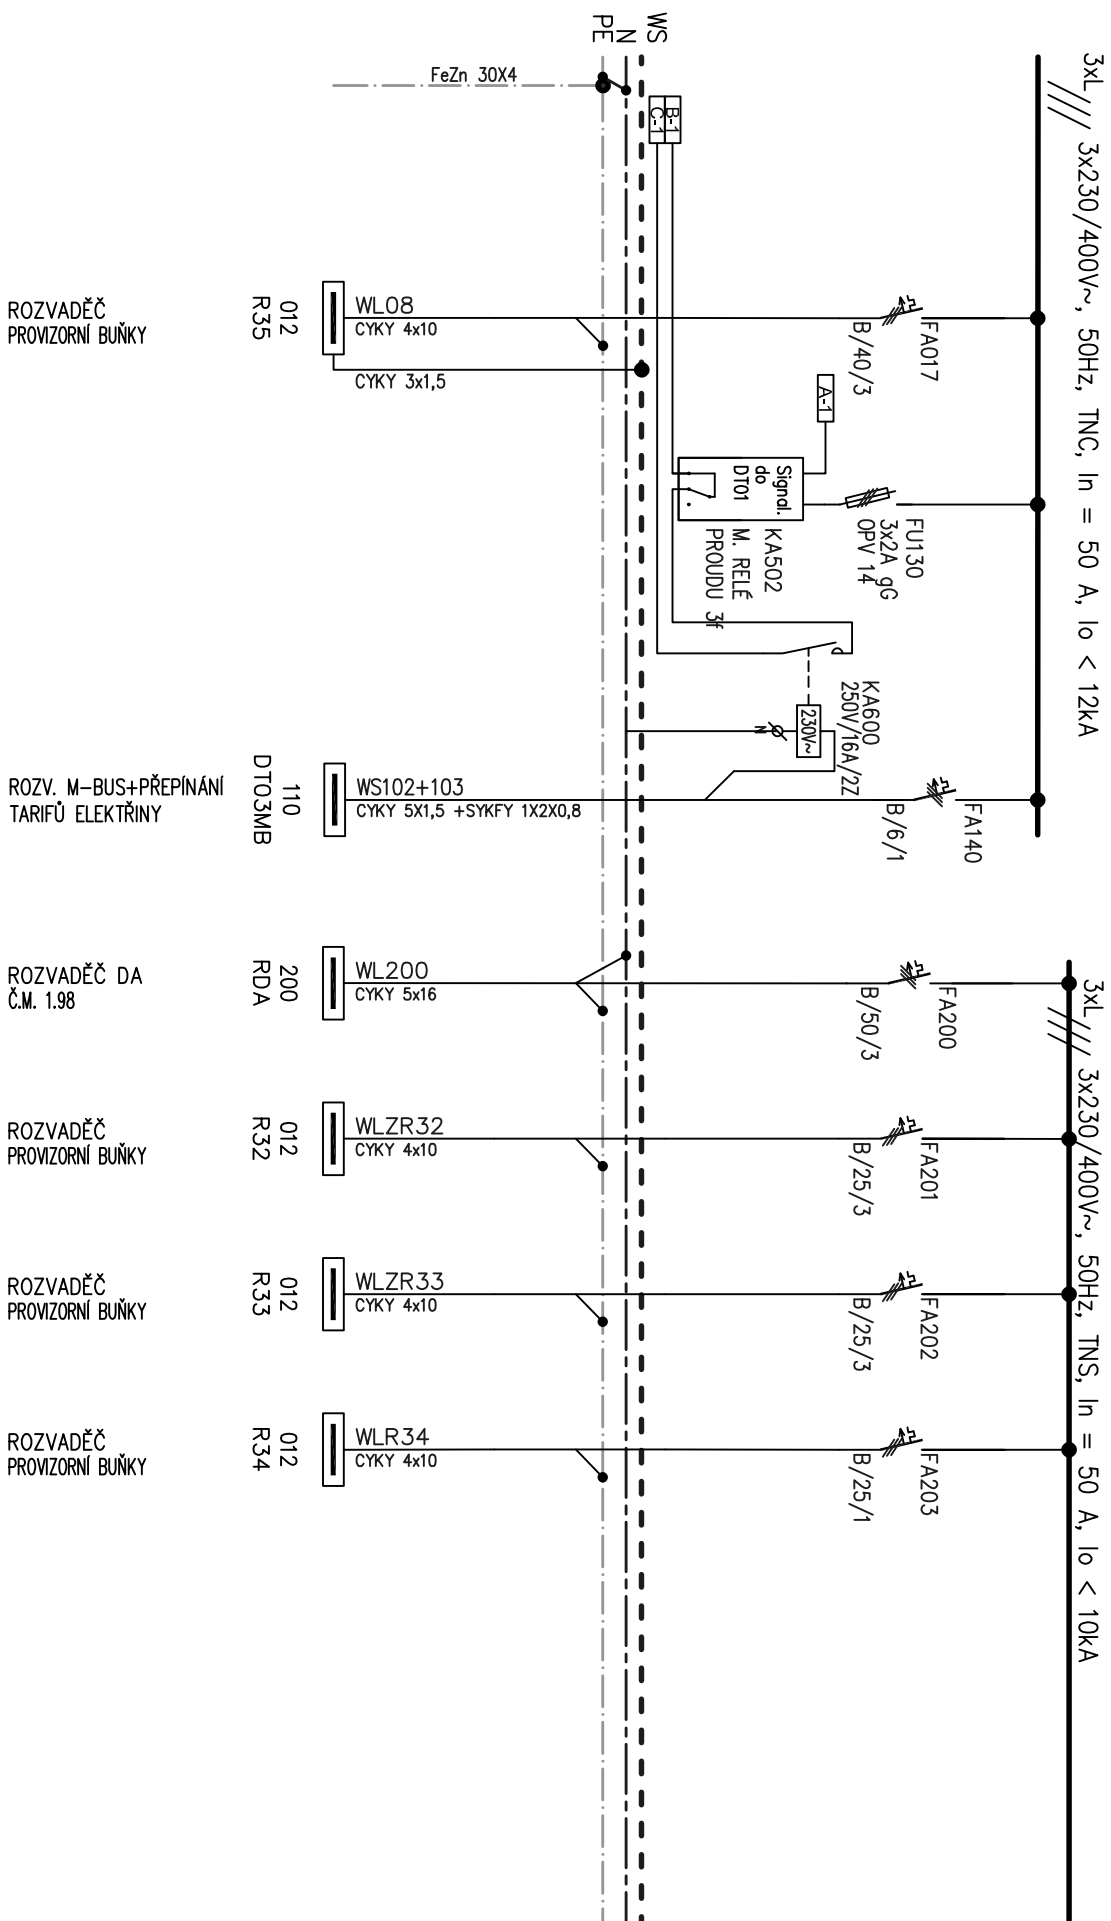 3xL
3x230/400V~, 50Hz, TNC, In = 50 A, Io < 12kA
WS
N
PE
FeZn 30X4
B-1
C-1
FA017
B/40/3
WL08
CYKY 4x10
CYKY 3x1,5
012
R35
ROZVADĚČ
PROVIZORNÍ BUŇKY
A-1
Signal.
do
DT01
KA502
M. RELÉ
PROUDU 3f
FU130
3x2A gG
OPV 14
KA600
250V/16A/2Z
230V~
N
FA140
B/6/1
WS102+103
CYKY 5X1,5 +SYKFY 1X2X0,8
110
DT03MB
ROZV. M-BUS+PŘEPÍNÁNÍ
TARIFŮ ELEKTŘINY
3xL
3x230/400V~, 50Hz, TNS, In = 50 A, Io < 10kA
FA200
B/50/3
WL200
CYKY 5x16
200
RDA
ROZVADĚČ DA
Č.M. 1.98
FA201
B/25/3
WLZR32
CYKY 4x10
012
R32
ROZVADĚČ
PROVIZORNÍ BUŇKY
FA202
B/25/3
WLZR33
CYKY 4x10
012
R33
ROZVADĚČ
PROVIZORNÍ BUŇKY
FA203
B/25/1
WLR34
CYKY 4x10
012
R34
ROZVADĚČ
PROVIZORNÍ BUŇKY